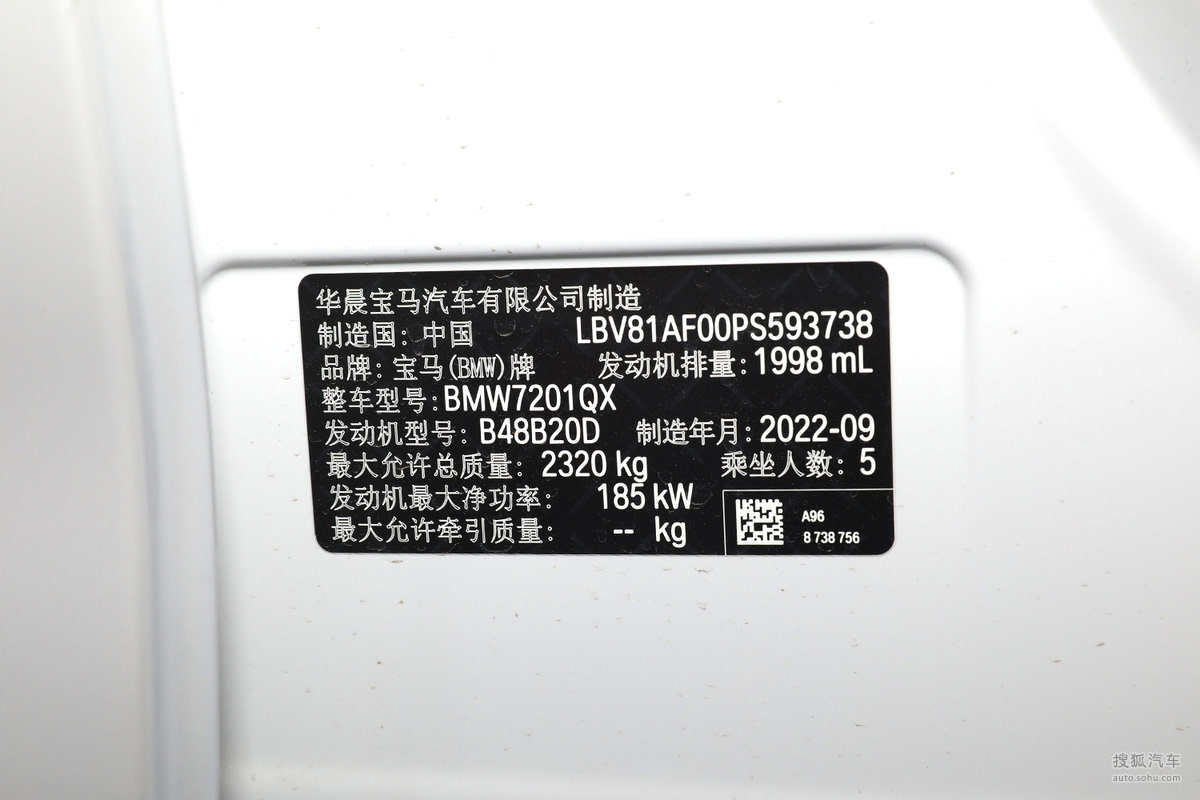 华晨宝马汽车有限公司制造
制造国: 中国 LBV81AF00PS593738
品牌: 宝马(BMW)牌 发动机排量: 1998 mL
整车型号: BMW7201QX
发动机型号: B48B20D 制造年月: 2022-09
最大允许总质量: 2320 kg 乘坐人数: 5
发动机最大净功率: 185 kW
最大允许牵引质量: -- kg
A96
8 738 756
搜狐汽车
auto.sohu.com